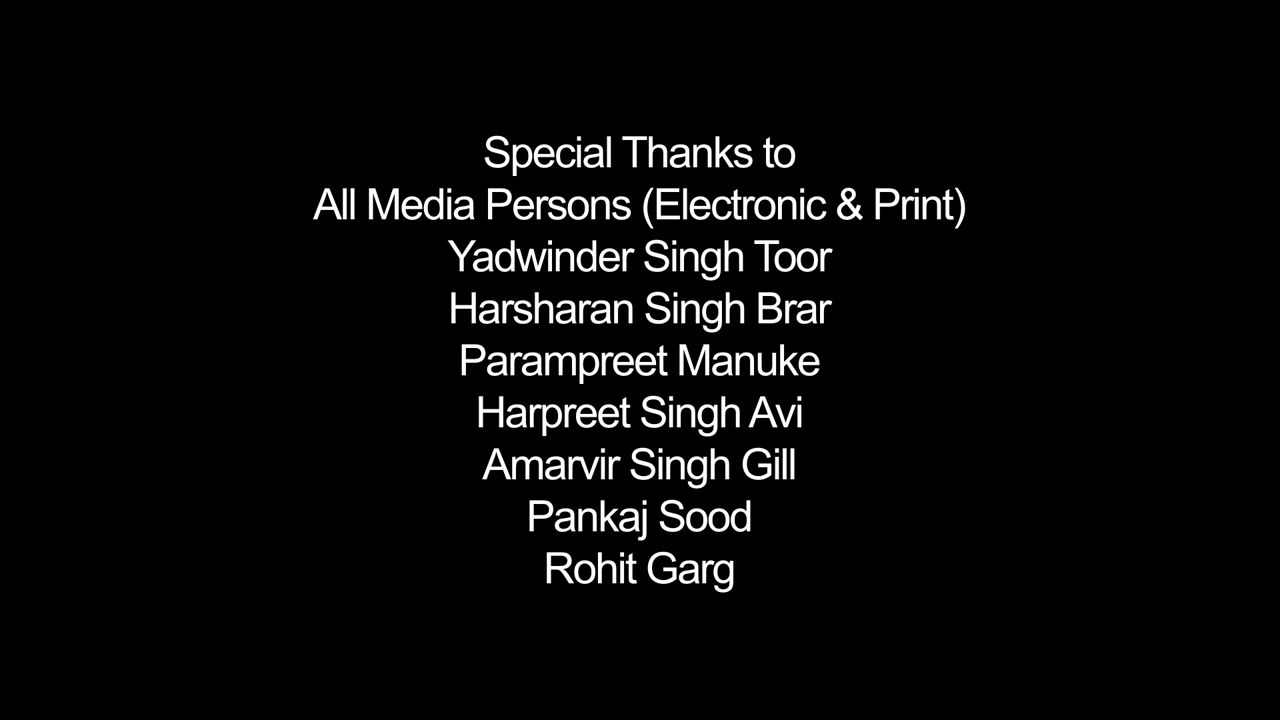 Special Thanks to
All Media Persons (Electronic & Print)
Yadwinder Singh Toor
Harsharan Singh Brar
Parampreet Manuke
Harpreet Singh Avi
Amarvir Singh Gill
Pankaj Sood
Rohit Garg